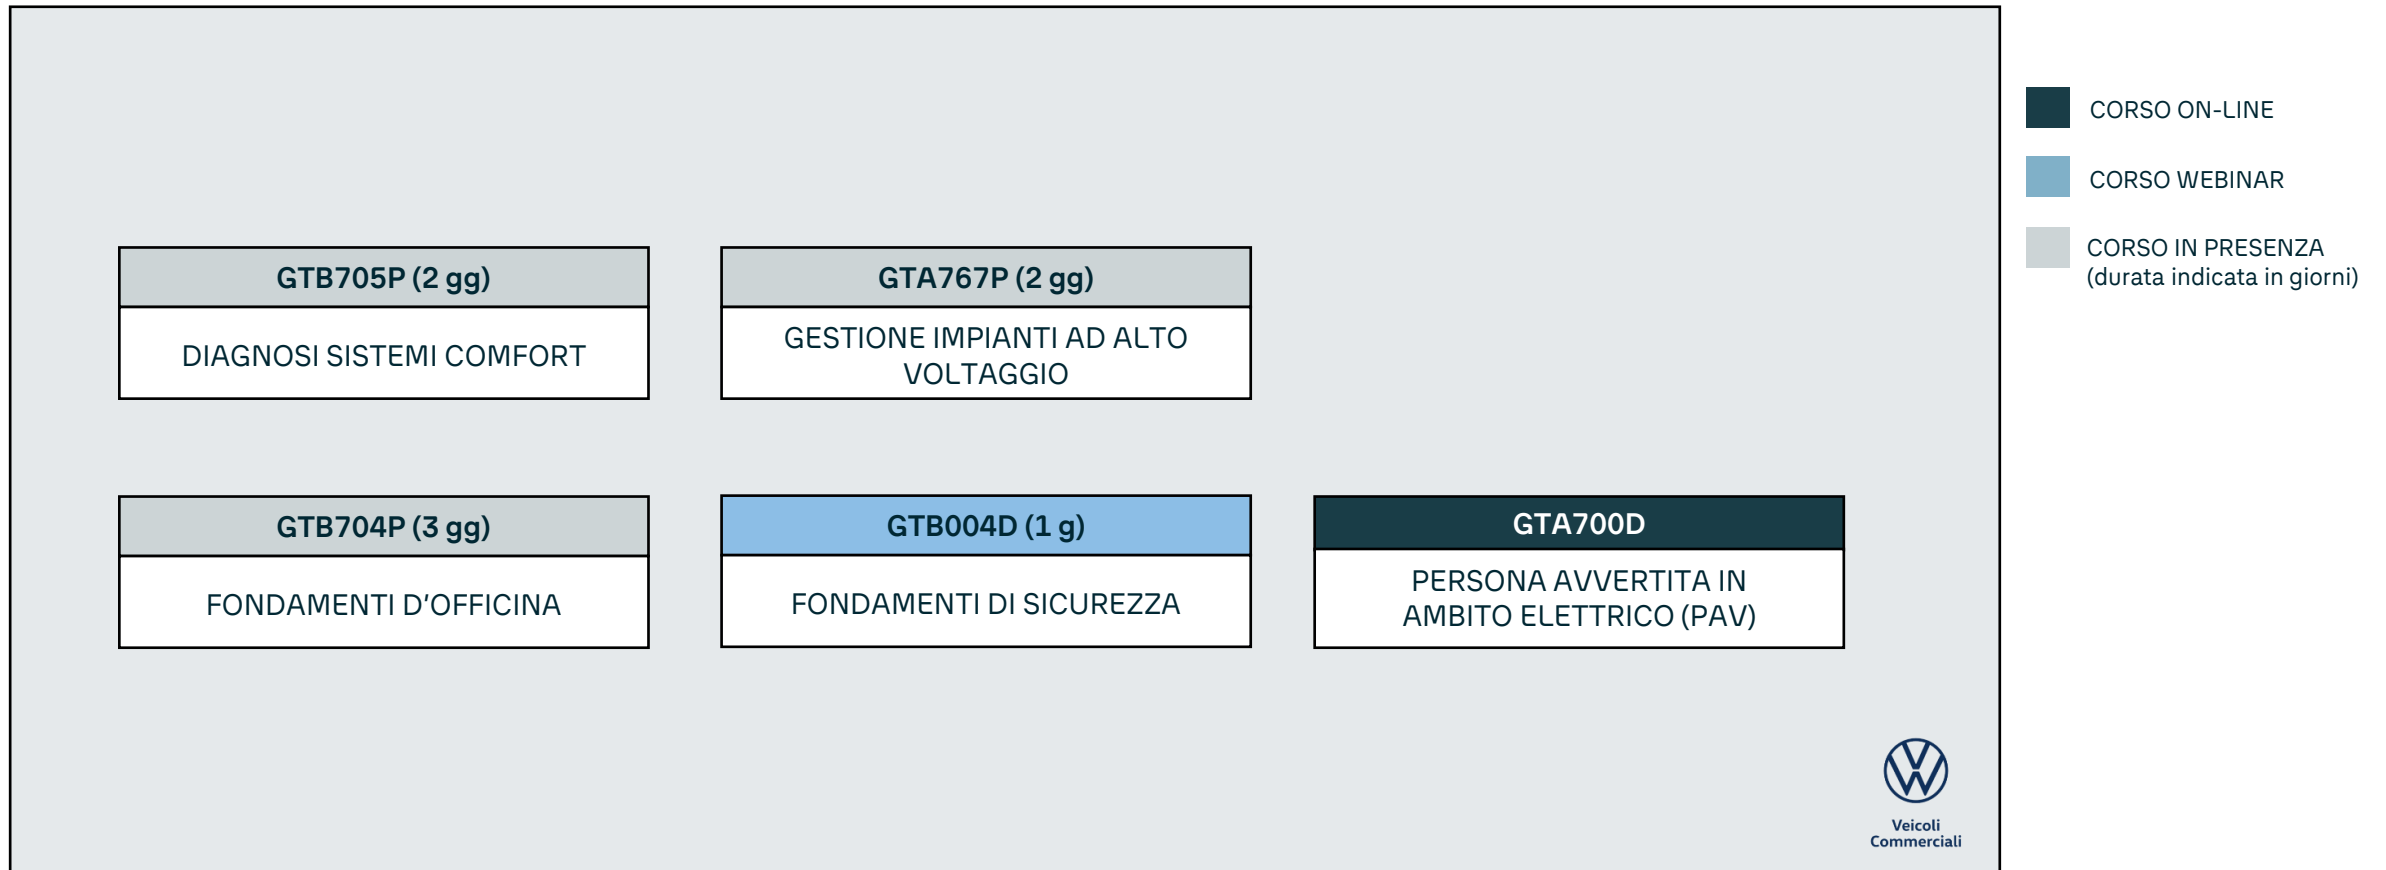 GTB705P (2 gg)
DIAGNOSI SISTEMI COMFORT
GTA767P (2 gg)
GESTIONE IMPIANTI AD ALTO
VOLTAGGIO
GTB704P (3 gg)
FONDAMENTI D’OFFICINA
GTB004D (1 g)
FONDAMENTI DI SICUREZZA
GTA700D
PERSONA AVVERTITA IN
AMBITO ELETTRICO (PAV)
Veicoli
Commerciali
CORSO ON-LINE
CORSO WEBINAR
CORSO IN PRESENZA
(durata indicata in giorni)